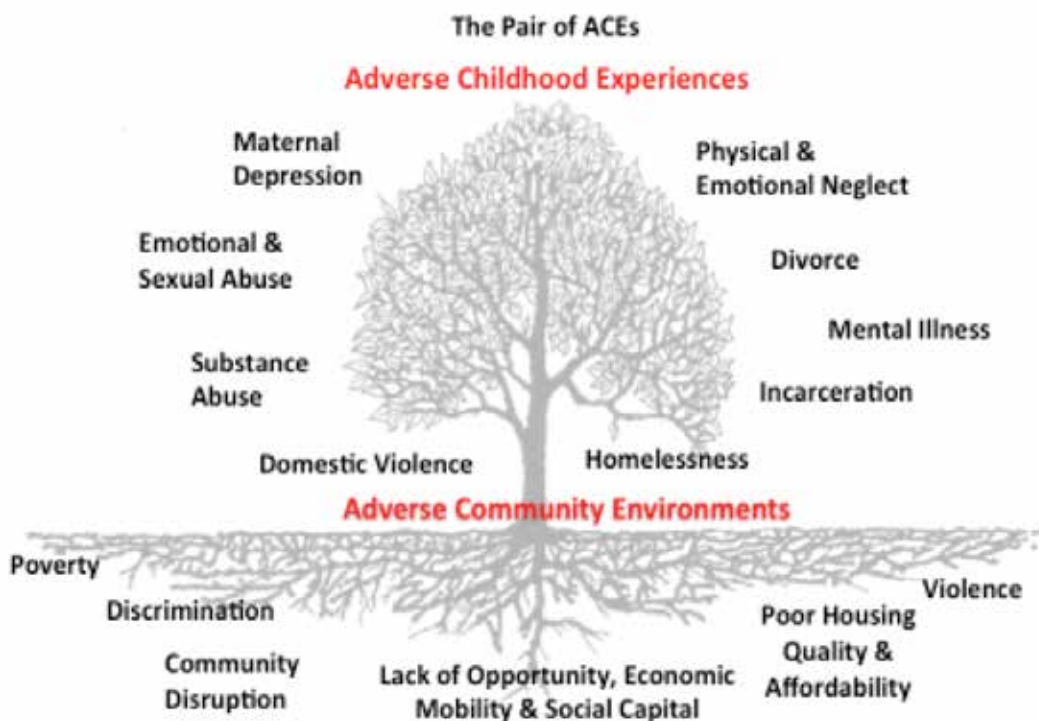 The Pair of ACEs
Adverse Childhood Experiences
Maternal
Depression
Physical &
Emotional Neglect
Emotional &
Sexual Abuse
Divorce
Mental Illness
Substance
Abuse
Incarceration
Domestic Violence
Homelessness
Adverse Community Environments
Poverty
Violence
Discrimination
Poor Housing
Quality &
Affordability
Community
Disruption
Lack of Opportunity, Economic
Mobility & Social Capital